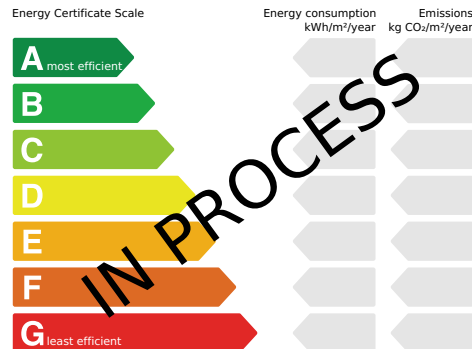 Energy Certificate Scale
Energy consumption
kWh/m²/year
Emissions
kg CO₂/m²/year
A most efficient
B
C
D
E
F
G least efficient
IN PROCESS